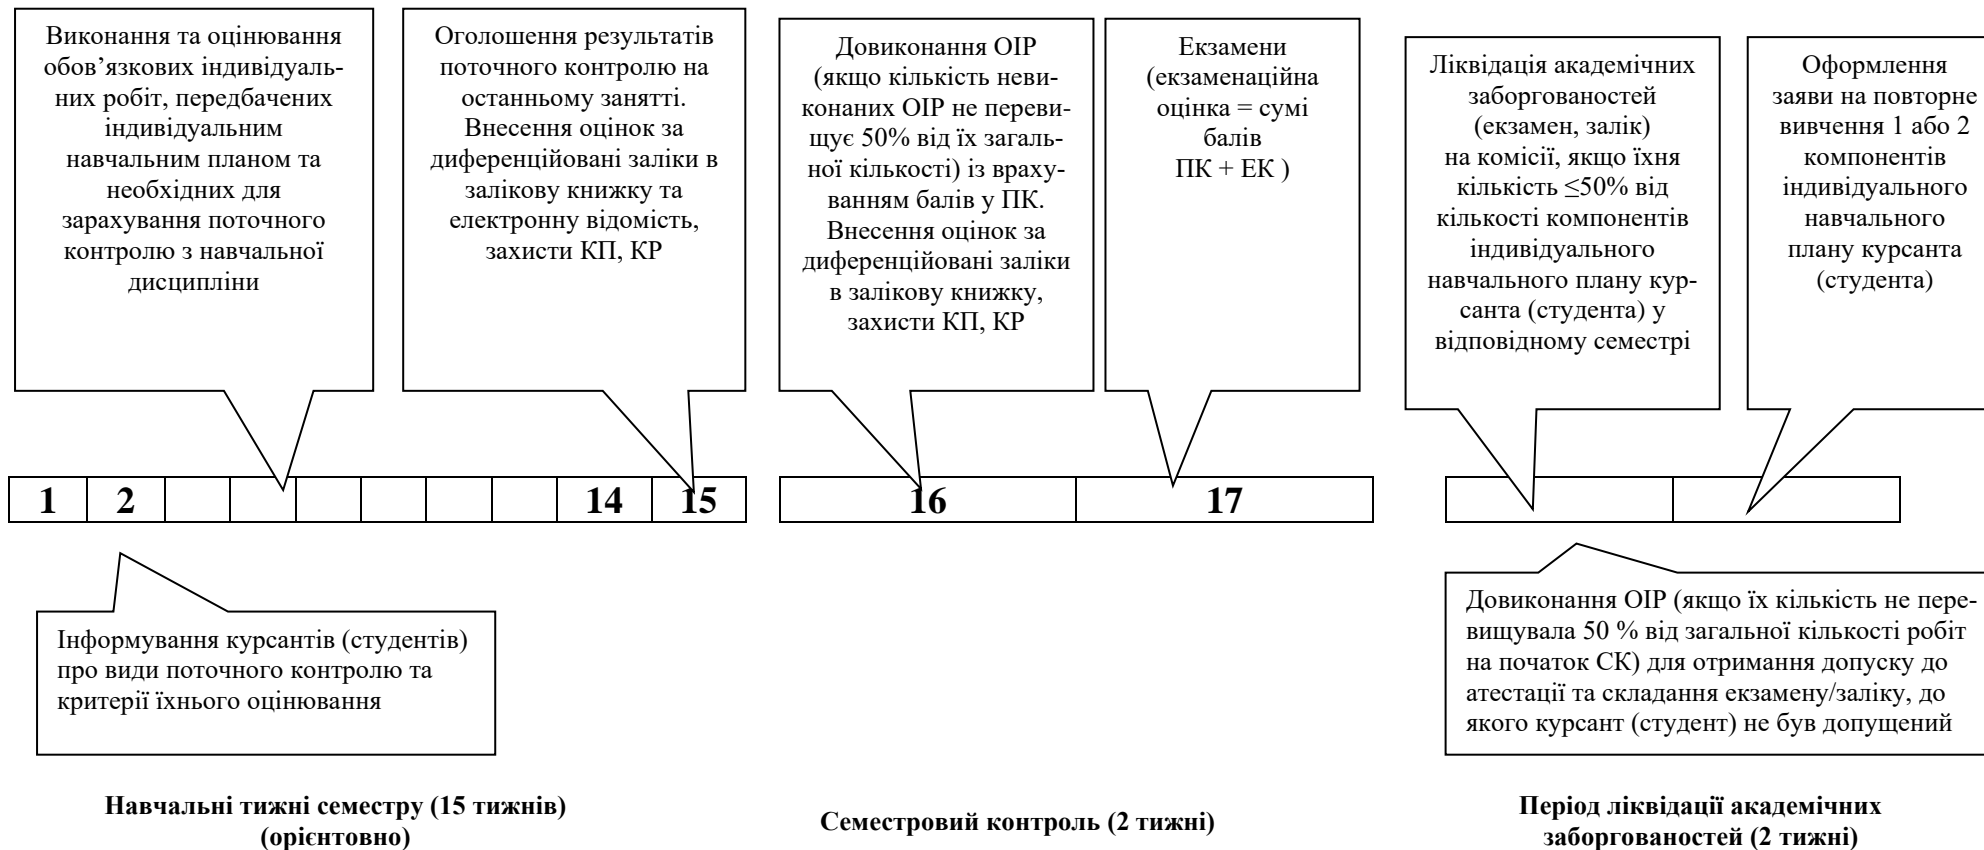 Виконання та оцінювання
обов’язкових індивідуаль-
них робіт, передбачених
індивідуальним
навчальним планом та
необхідних для
зарахування поточного
контролю з навчальної
дисципліни
Оголошення результатів
поточного контролю на
останньому занятті.
Внесення оцінок за
диференційовані заліки в
залікову книжку та
електронну відомість,
захисти КП, КР
Довиконання ОІР
(якщо кількість неви-
конаних ОІР не переви-
щує 50% від їх загаль-
ної кількості) із враху-
ванням балів у ПК.
Внесення оцінок за
диференційовані заліки
в залікову книжку,
захисти КП, КР
Екзамени
(екзаменаційна
оцінка = сумі
балів
ПК + ЕК )
Ліквідація академічних
заборгованостей
(екзамен, залік)
на комісії, якщо їхня
кількість ≤50% від
кількості компонентів
індивідуального
навчального плану кур-
санта (студента) у
відповідному семестрі
Оформлення
заяви на повторне
вивчення 1 або 2
компонентів
індивідуального
навчального
плану курсанта
(студента)
1 2 14 15
16 17
Інформування курсантів (студентів)
про види поточного контролю та
критерії їхнього оцінювання
Довиконання ОІР (якщо їх кількість не пере-
вищувала 50 % від загальної кількості робіт
на початок СК) для отримання допуску до
атестації та складання екзамену/заліку, до
якого курсант (студент) не був допущений
Навчальні тижні семестру (15 тижнів)
(орієнтовно)
Семестровий контроль (2 тижні)
Період ліквідації академічних
заборгованостей (2 тижні)